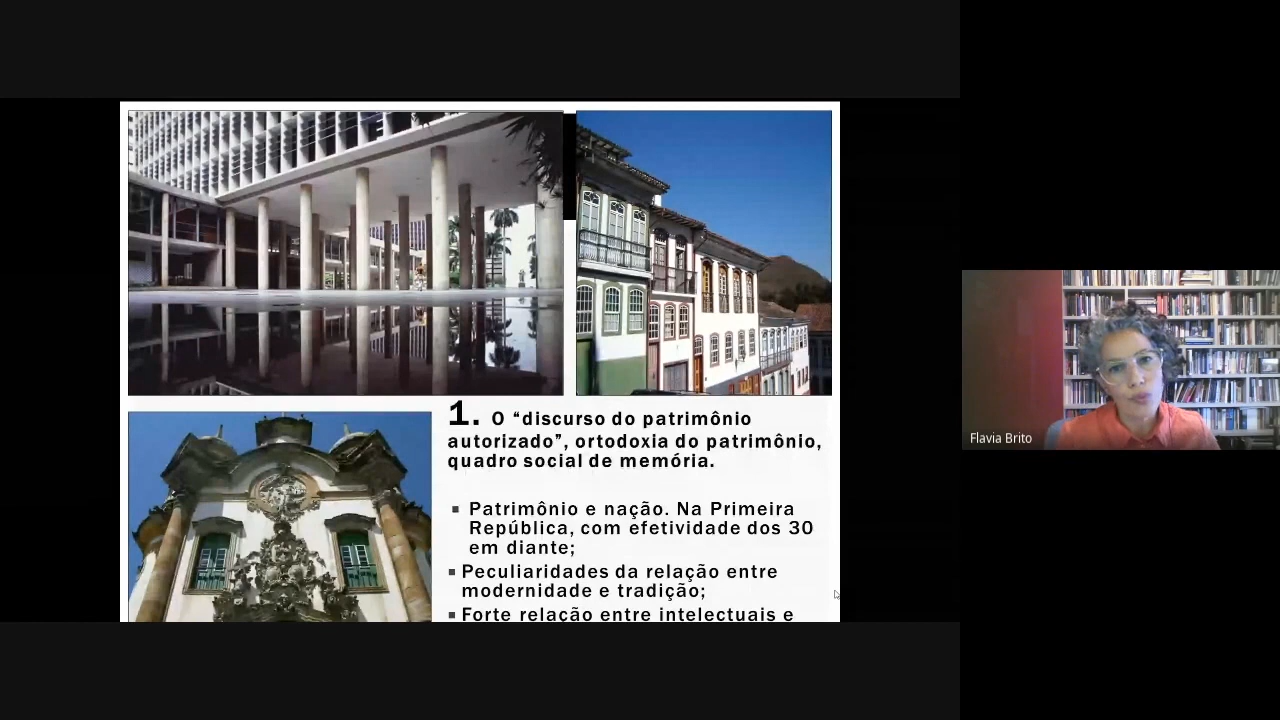 1. O “discurso do patrimônio
autorizado”, ortodoxia do patrimônio,
quadro social de memória.
▪ Patrimônio e nação. Na Primeira
República, com efetividade dos 30
em diante;
▪ Peculiaridades da relação entre
modernidade e tradição;
▪ Forte relação entre intelectuais e
Flavia Brito